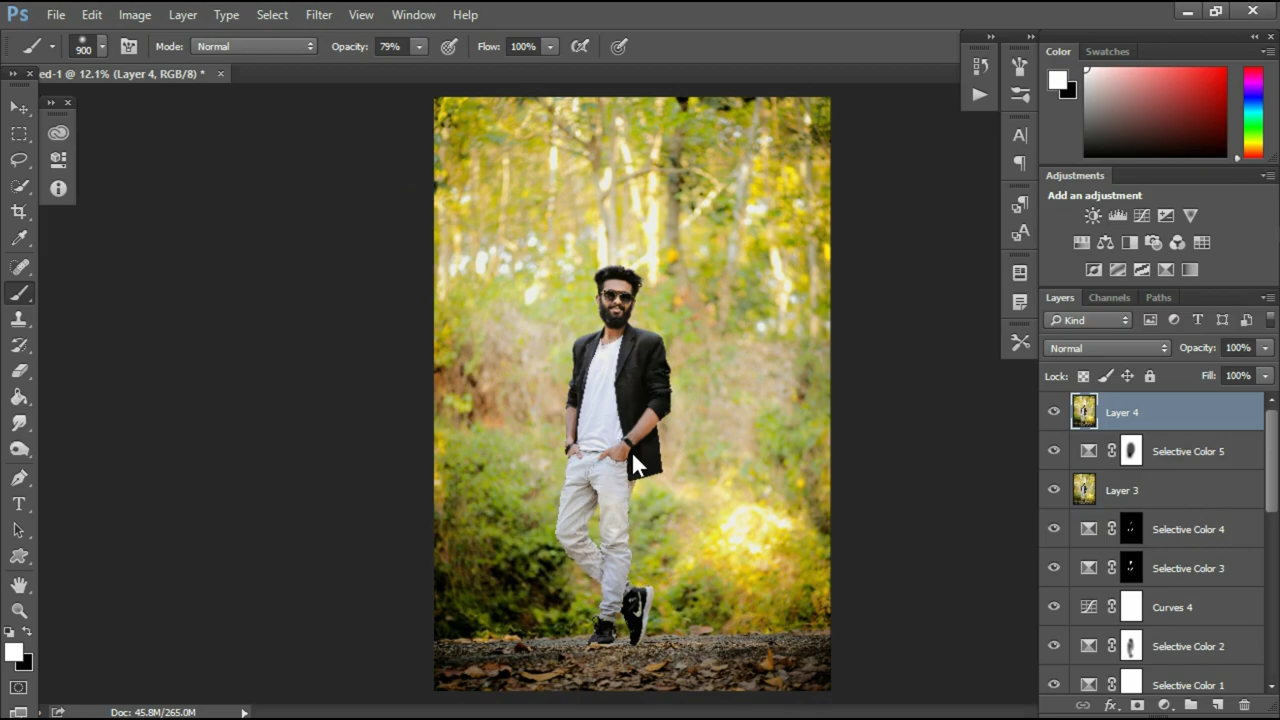 Ps File Edit Image Layer Type Select Filter View Window Help
900 Mode: Normal Opacity: 79% Flow: 100%
ed-1 @ 12.1% (Layer 4, RGB/8) *
Color Swatches
Adjustments
Add an adjustment
Layers Channels Paths
Kind
Normal Opacity: 100%
Lock: Fill: 100%
Layer 4
Selective Color 5
Layer 3
Selective Color 4
Selective Color 3
Curves 4
Selective Color 2
Selective Color 1
Doc: 45.8M/265.0M